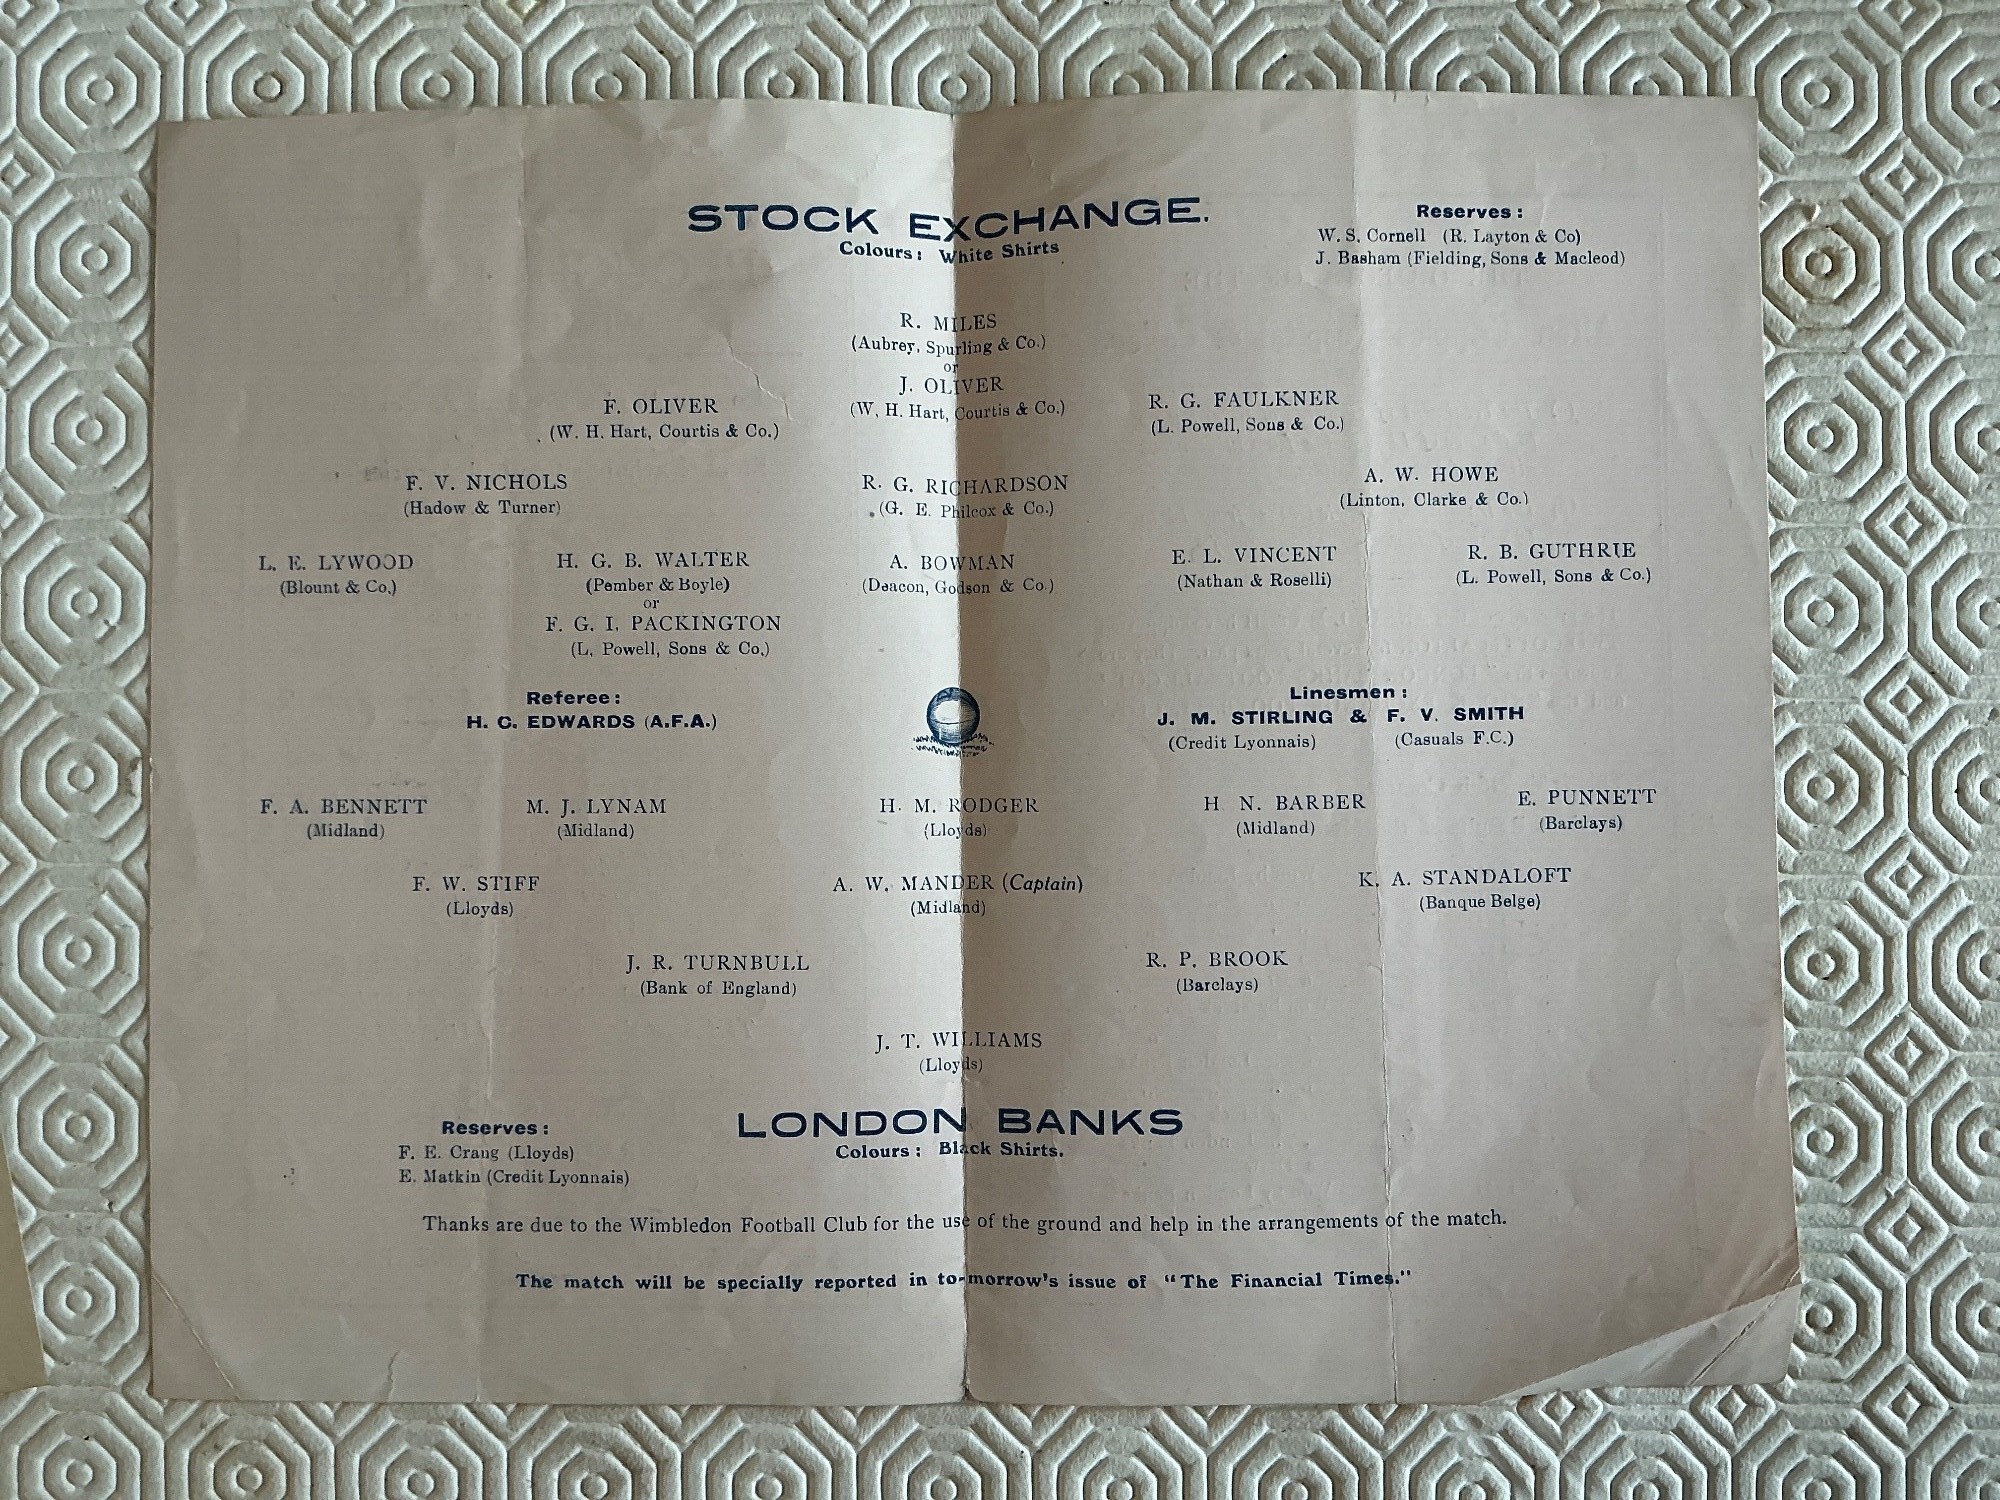 STOCK EXCHANGE.
Colours: White Shirts
Reserves:
W. S. Cornell (R. Layton & Co)
J. Basham (Fielding, Sons & Macleod)
R. MILES
(Aubrey, Spurling & Co.)
or
J. OLIVER
(W. H. Hart, Courtis & Co.)
F. OLIVER
(W. H. Hart, Courtis & Co.)
R. G. FAULKNER
(L. Powell, Sons & Co.)
F. V. NICHOLS
(Hadow & Turner)
R. G. RICHARDSON
(G. E. Philcox & Co.)
A. W. HOWE
(Linton, Clarke & Co.)
L. E. LYWOOD
(Blount & Co.)
H. G. B. WALTER
(Pember & Boyle)
or
F. G. I. PACKINGTON
(L. Powell, Sons & Co.)
A. BOWMAN
(Deacon, Godson & Co.)
E. L. VINCENT
(Nathan & Roselli)
R. B. GUTHRIE
(L. Powell, Sons & Co.)
Referee:
H. C. EDWARDS (A.F.A.)
Linesmen:
J. M. STIRLING & F. V. SMITH
(Credit Lyonnais) (Casuals F.C.)
F. A. BENNETT
(Midland)
M. J. LYNAM
(Midland)
H. M. RODGER
(Lloyds)
H N. BARBER
(Midland)
E. PUNNETT
(Barclays)
F. W. STIFF
(Lloyds)
A. W. MANDER (Captain)
(Midland)
K. A. STANDALOFT
(Banque Belge)
J. R. TURNBULL
(Bank of England)
R. P. BROOK
(Barclays)
J. T. WILLIAMS
(Lloyds)
LONDON BANKS
Colours: Black Shirts.
Reserves:
F. E. Crang (Lloyds)
E. Matkin (Credit Lyonnais)
Thanks are due to the Wimbledon Football Club for the use of the ground and help in the arrangements of the match.
The match will be specially reported in to-morrow's issue of "The Financial Times."